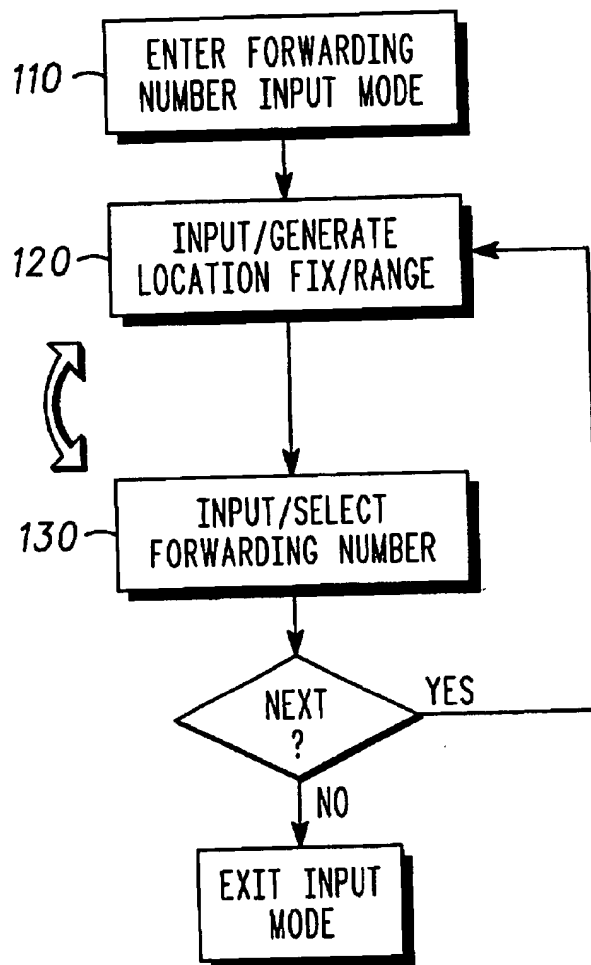 110
ENTER FORWARDING
NUMBER INPUT MODE
120
INPUT/GENERATE
LOCATION FIX/RANGE
130
INPUT/SELECT
FORWARDING NUMBER
NEXT
?
YES
NO
EXIT INPUT
MODE